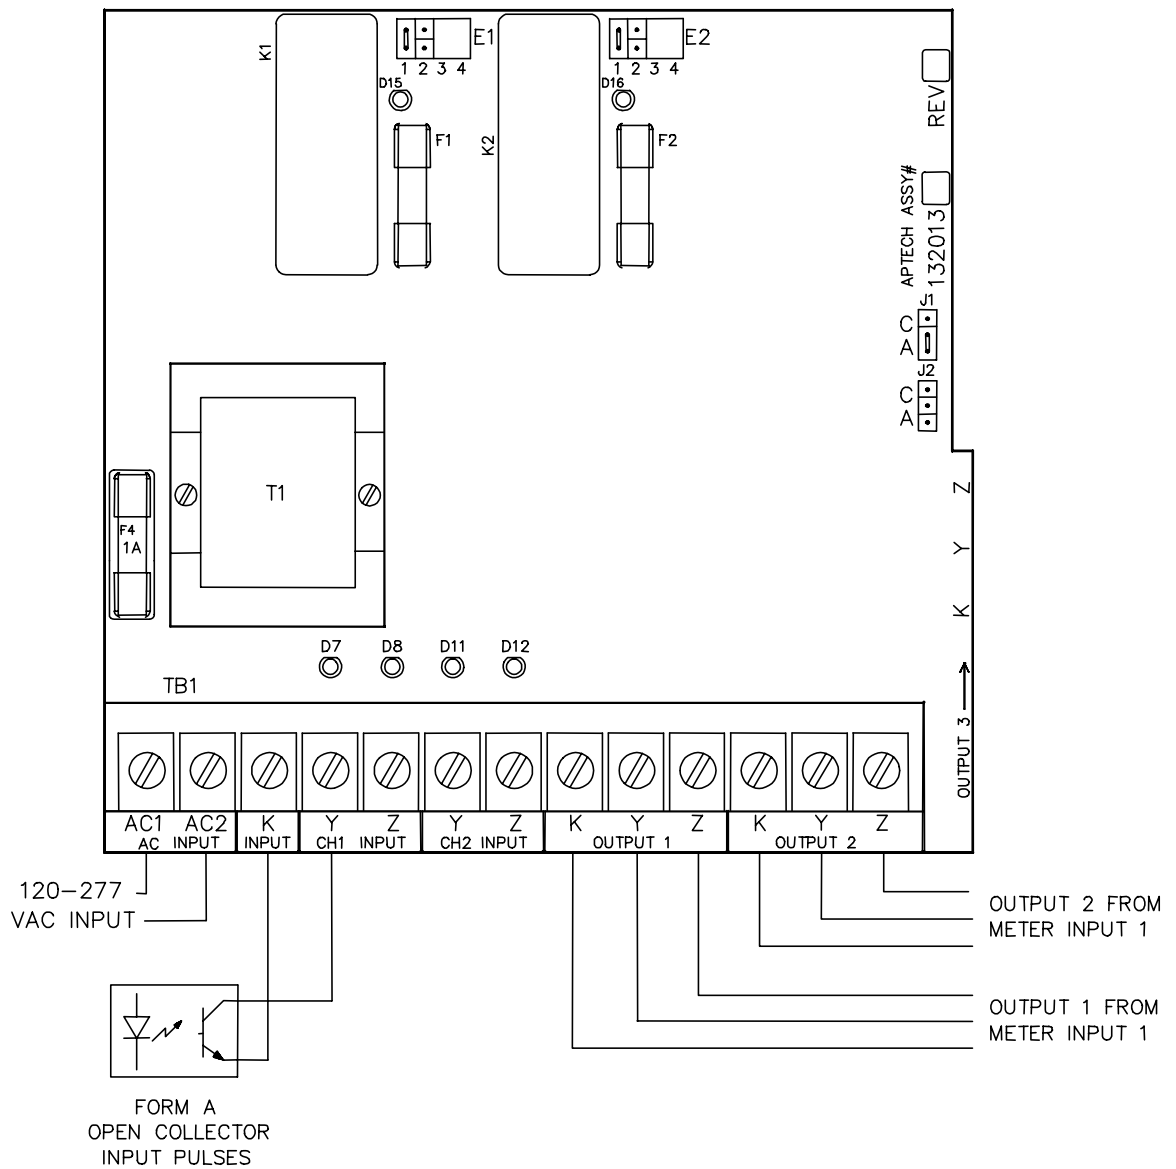 K1
E1
1 2 3 4
D15
F1
K2
E2
1 2 3 4
D16
F2
REV
APTECH ASSY#
132013
J1
C
A
J2
C
A
T1
F4
1A
Z
Y
K
OUTPUT 3
D7
D8
D11
D12
TB1
AC1 AC2 K Y Z Y Z K Y Z K Y Z
AC INPUT INPUT CH1 INPUT CH2 INPUT OUTPUT 1 OUTPUT 2
120-277
VAC INPUT
OUTPUT 2 FROM
METER INPUT 1
OUTPUT 1 FROM
METER INPUT 1
FORM A
OPEN COLLECTOR
INPUT PULSES